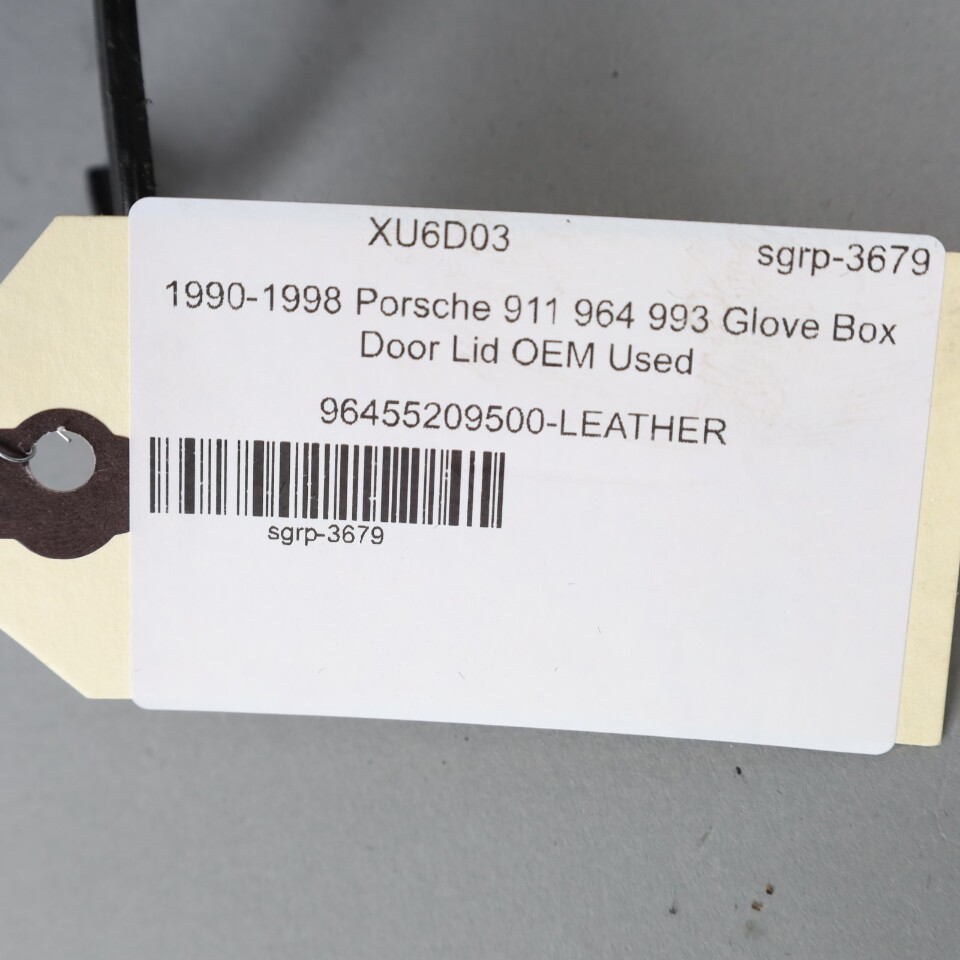 XU6D03
sgrp-3679
1990-1998 Porsche 911 964 993 Glove Box
Door Lid OEM Used
96455209500-LEATHER
sgrp-3679